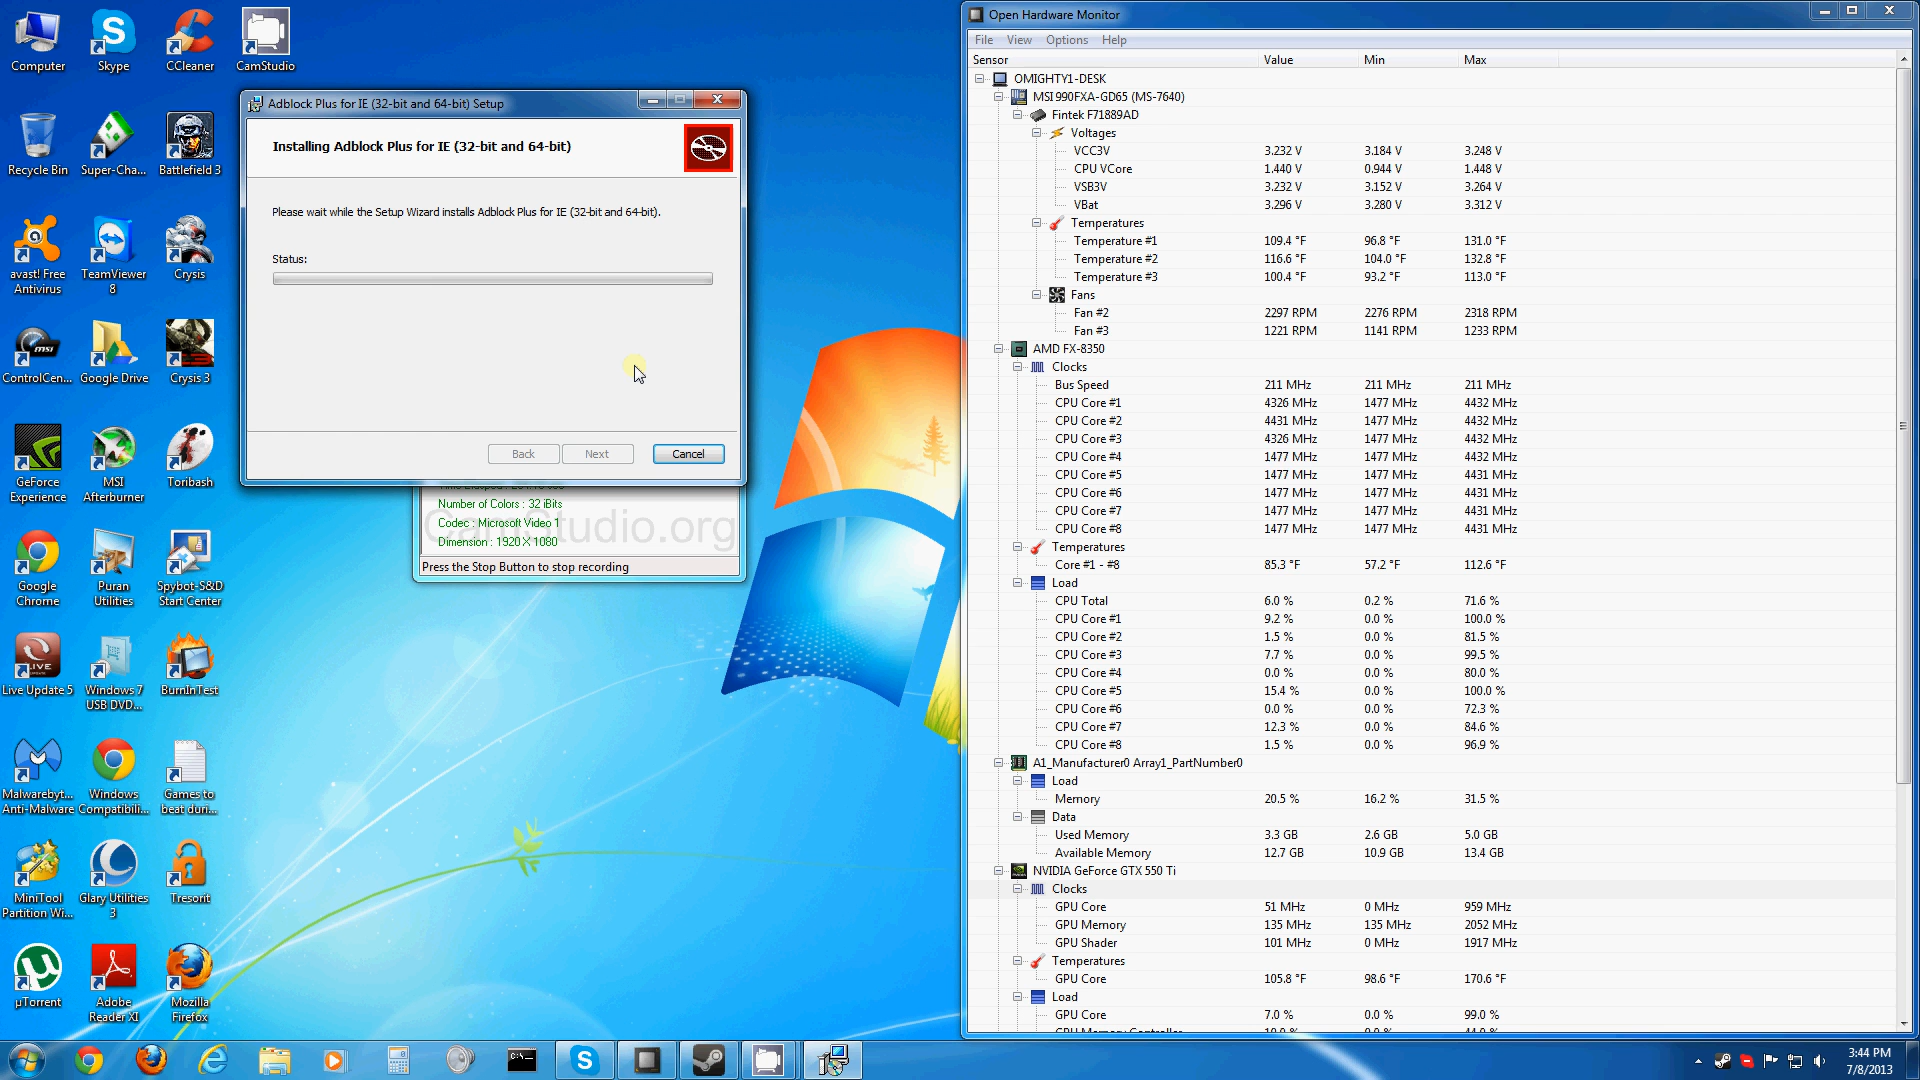 Computer
Skype
CCleaner
CamStudio
Recycle Bin
Super-Cha...
Battlefield 3
avast! Free
Antivirus
TeamViewer
8
Crysis
msi
ControlCen...
Google Drive
Crysis 3
GeForce
Experience
MSI
Afterburner
Toribash
Google
Chrome
Puran
Utilities
Spybot-S&D
Start Center
LIVE
Live Update 5
Windows 7
USB DVD...
BurnInTest
Malwarebyt...
Anti-Malware
Windows
Compatibili...
Games to
beat duri...
MiniTool
Partition Wi...
Glary Utilities
3
Tresorit
µTorrent
Adobe
Reader XI
Mozilla
Firefox
Adblock Plus for IE (32-bit and 64-bit) Setup
Installing Adblock Plus for IE (32-bit and 64-bit)
Please wait while the Setup Wizard installs Adblock Plus for IE (32-bit and 64-bit).
Status:
Back Next Cancel
Number of Colors : 32 iBits
Codec : Microsoft Video 1
Dimension : 1920 X 1080
CamStudio.org
Press the Stop Button to stop recording
Open Hardware Monitor
File View Options Help
Sensor Value Min Max
OMIGHTY1-DESK
MSI 990FXA-GD65 (MS-7640)
Fintek F71889AD
Voltages
VCC3V 3.232 V 3.184 V 3.248 V
CPU VCore 1.440 V 0.944 V 1.448 V
VSB3V 3.232 V 3.152 V 3.264 V
VBat 3.296 V 3.280 V 3.312 V
Temperatures
Temperature #1 109.4 °F 96.8 °F 131.0 °F
Temperature #2 116.6 °F 104.0 °F 132.8 °F
Temperature #3 100.4 °F 93.2 °F 113.0 °F
Fans
Fan #2 2297 RPM 2276 RPM 2318 RPM
Fan #3 1221 RPM 1141 RPM 1233 RPM
AMD FX-8350
Clocks
Bus Speed 211 MHz 211 MHz 211 MHz
CPU Core #1 4326 MHz 1477 MHz 4432 MHz
CPU Core #2 4431 MHz 1477 MHz 4432 MHz
CPU Core #3 4326 MHz 1477 MHz 4432 MHz
CPU Core #4 1477 MHz 1477 MHz 4432 MHz
CPU Core #5 1477 MHz 1477 MHz 4431 MHz
CPU Core #6 1477 MHz 1477 MHz 4431 MHz
CPU Core #7 1477 MHz 1477 MHz 4431 MHz
CPU Core #8 1477 MHz 1477 MHz 4431 MHz
Temperatures
Core #1 - #8 85.3 °F 57.2 °F 112.6 °F
Load
CPU Total 6.0 % 0.2 % 71.6 %
CPU Core #1 9.2 % 0.0 % 100.0 %
CPU Core #2 1.5 % 0.0 % 81.5 %
CPU Core #3 7.7 % 0.0 % 99.5 %
CPU Core #4 0.0 % 0.0 % 80.0 %
CPU Core #5 15.4 % 0.0 % 100.0 %
CPU Core #6 0.0 % 0.0 % 72.3 %
CPU Core #7 12.3 % 0.0 % 84.6 %
CPU Core #8 1.5 % 0.0 % 96.9 %
A1_Manufacturer0 Array1_PartNumber0
Load
Memory 20.5 % 16.2 % 31.5 %
Data
Used Memory 3.3 GB 2.6 GB 5.0 GB
Available Memory 12.7 GB 10.9 GB 13.4 GB
NVIDIA GeForce GTX 550 Ti
Clocks
GPU Core 51 MHz 0 MHz 959 MHz
GPU Memory 135 MHz 135 MHz 2052 MHz
GPU Shader 101 MHz 0 MHz 1917 MHz
Temperatures
GPU Core 105.8 °F 98.6 °F 170.6 °F
Load
GPU Core 7.0 % 0.0 % 99.0 %
3:44 PM
7/8/2013